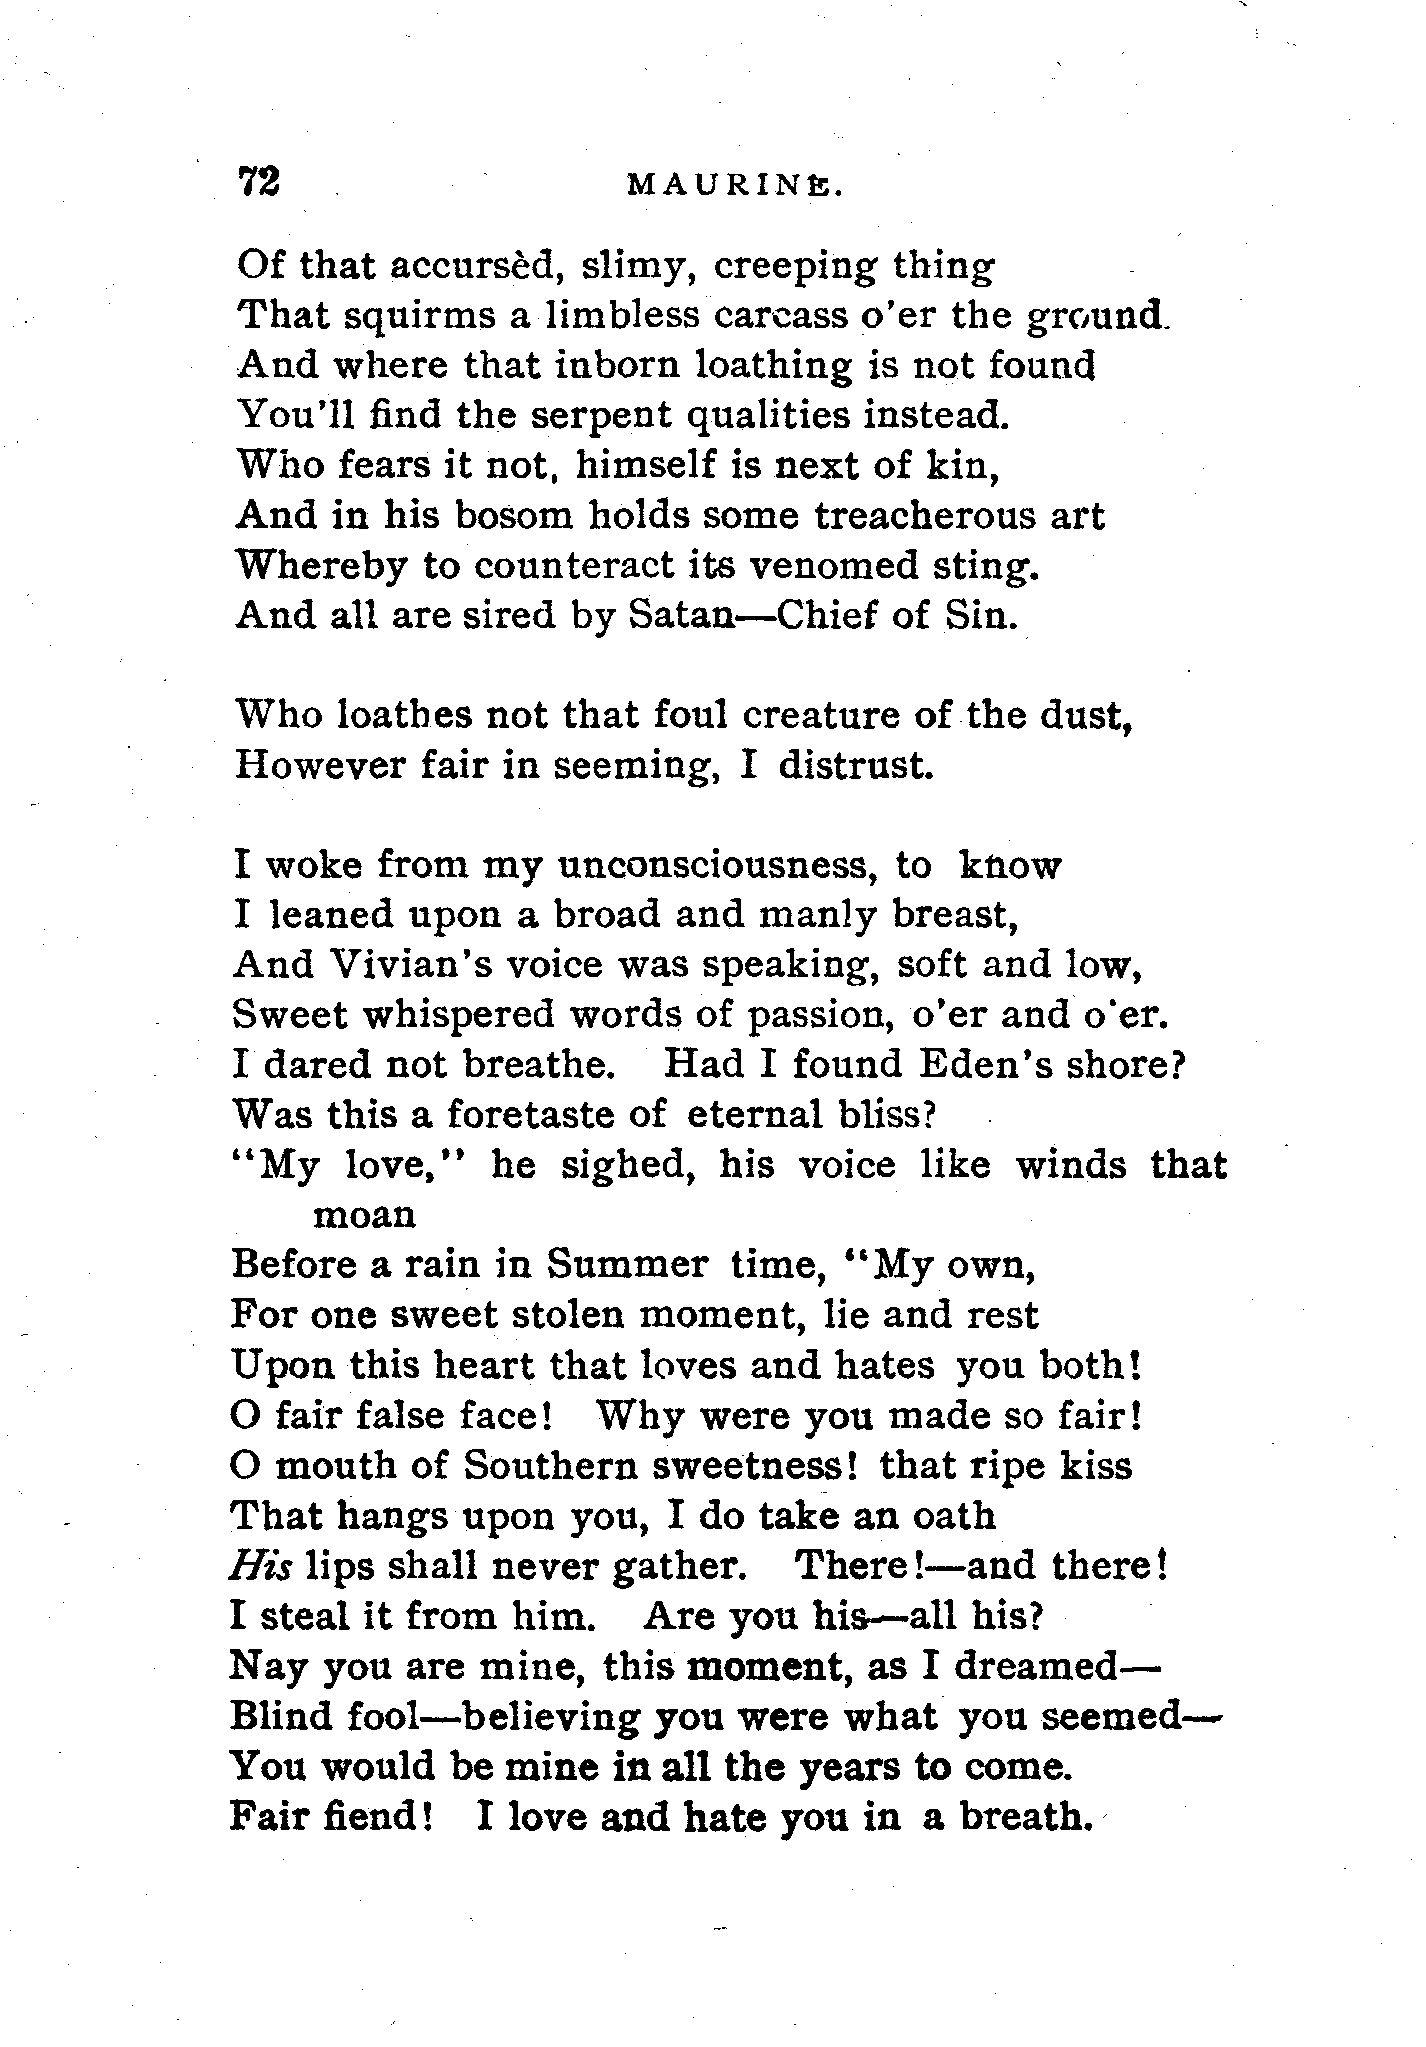 72 MAURINE.
Of that accursèd, slimy, creeping thing
That squirms a limbless carcass o'er the ground.
And where that inborn loathing is not found
You'll find the serpent qualities instead.
Who fears it not, himself is next of kin,
And in his bosom holds some treacherous art
Whereby to counteract its venomed sting.
And all are sired by Satan—Chief of Sin.

Who loathes not that foul creature of the dust,
However fair in seeming, I distrust.

I woke from my unconsciousness, to know
I leaned upon a broad and manly breast,
And Vivian's voice was speaking, soft and low,
Sweet whispered words of passion, o'er and o'er.
I dared not breathe. Had I found Eden's shore?
Was this a foretaste of eternal bliss?
"My love," he sighed, his voice like winds that
moan
Before a rain in Summer time, "My own,
For one sweet stolen moment, lie and rest
Upon this heart that loves and hates you both!
O fair false face! Why were you made so fair!
O mouth of Southern sweetness! that ripe kiss
That hangs upon you, I do take an oath
His lips shall never gather. There!—and there!
I steal it from him. Are you his—all his?
Nay you are mine, this moment, as I dreamed—
Blind fool—believing you were what you seemed—
You would be mine in all the years to come.
Fair fiend! I love and hate you in a breath.